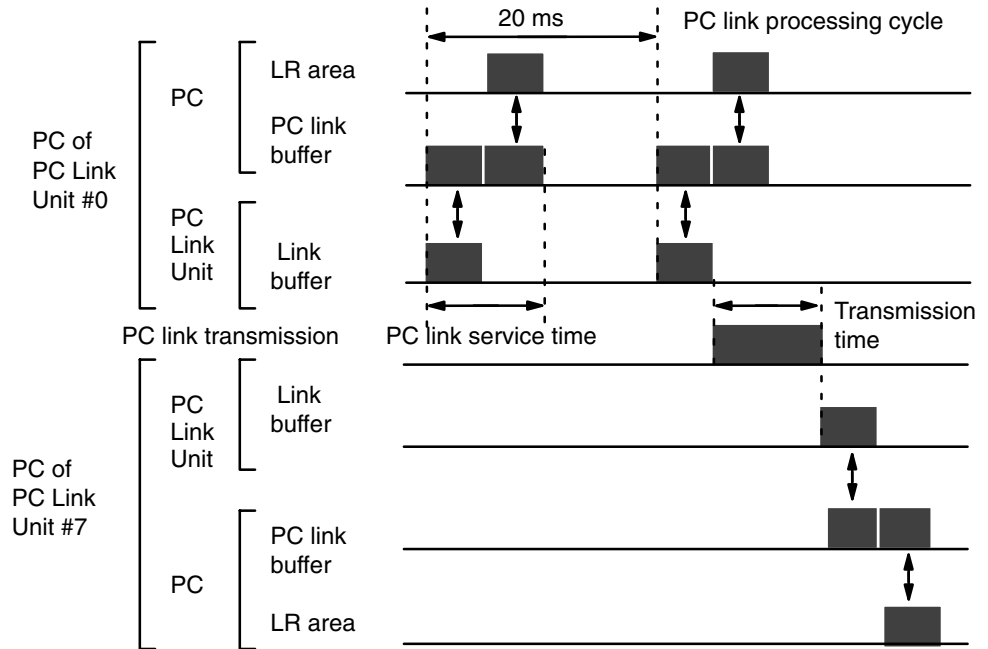 20 ms
PC link processing cycle
PC of
PC Link
Unit #0
PC
LR area
PC link
buffer
PC
Link
Unit
Link
buffer
PC link transmission
PC link service time
Transmission
time
PC of
PC Link
Unit #7
PC
Link
Unit
Link
buffer
PC
PC link
buffer
LR area